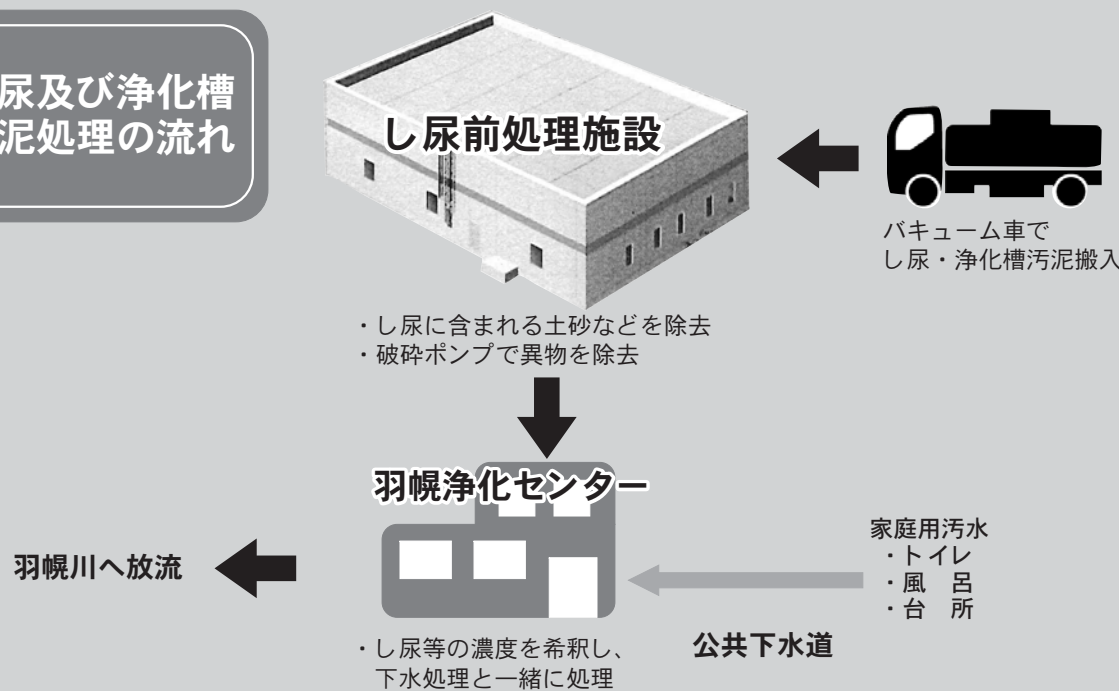 尿及び浄化槽
泥処理の流れ
し尿前処理施設
バキューム車で
し尿・浄化槽汚泥搬入
・し尿に含まれる土砂などを除去
・破砕ポンプで異物を除去
羽幌浄化センター
羽幌川へ放流
家庭用汚水
・トイレ
・風　呂
・台　所
公共下水道
・し尿等の濃度を希釈し、
下水処理と一緒に処理